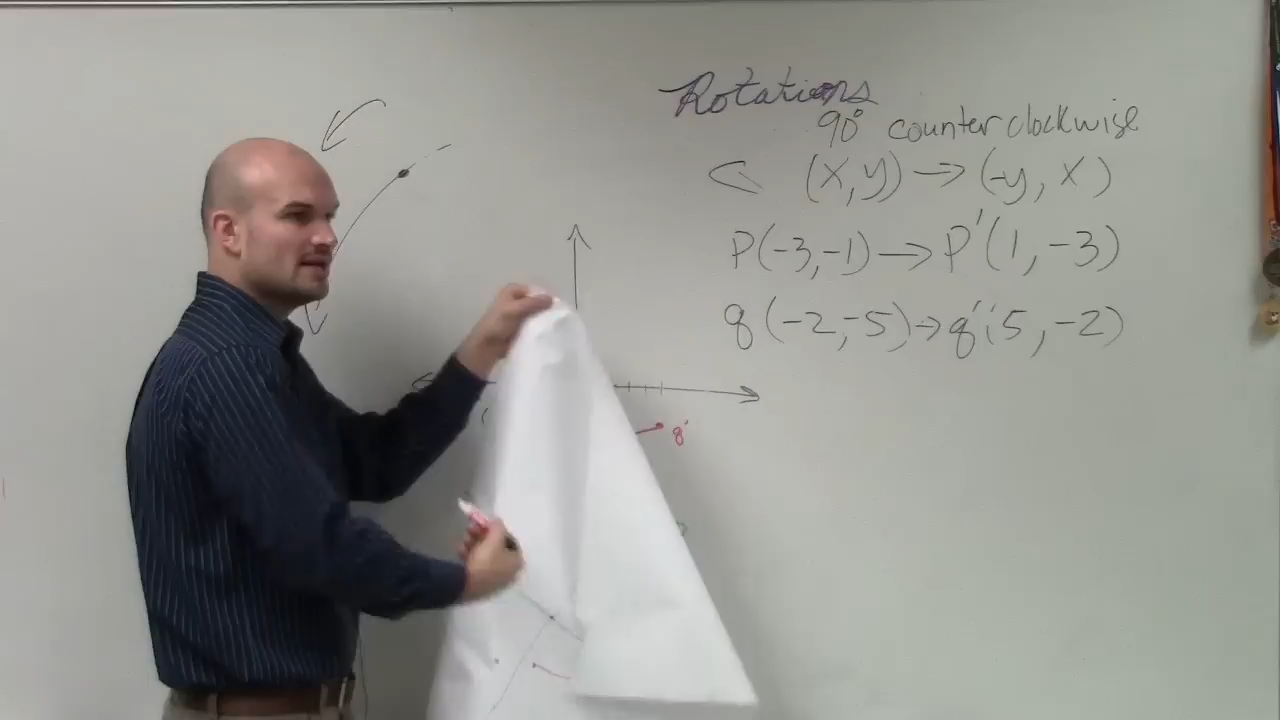 Rotations
90° counterclockwise
(x,y) → (-y, x)
P(-3,-1) → P'(1, -3)
q(-2,-5) → q'(5, -2)
q'